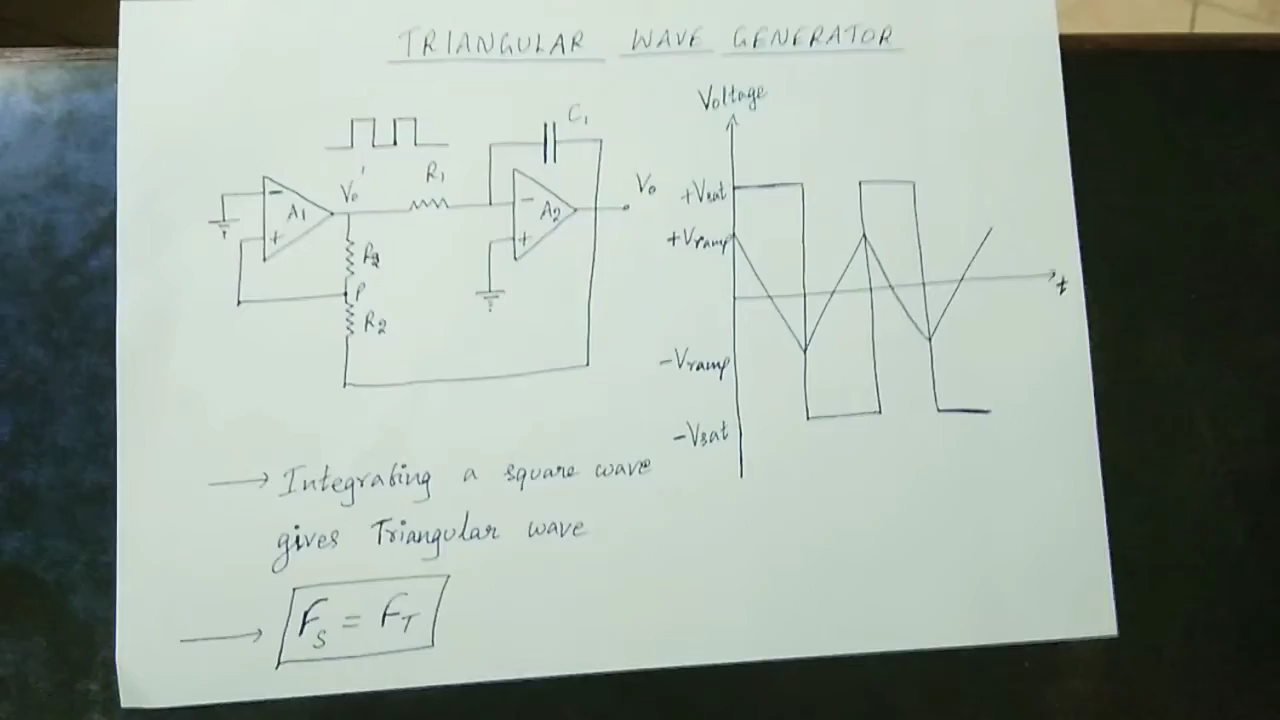 TRIANGULAR WAVE GENERATOR
Voltage
C1
R1
Vo'
Vo
A1
A2
- 
+
-
+
+Vsat
+Vramp
P
R2
t
-Vramp
-Vsat
→ Integrating a square wave
gives Triangular wave
→ FS = FT